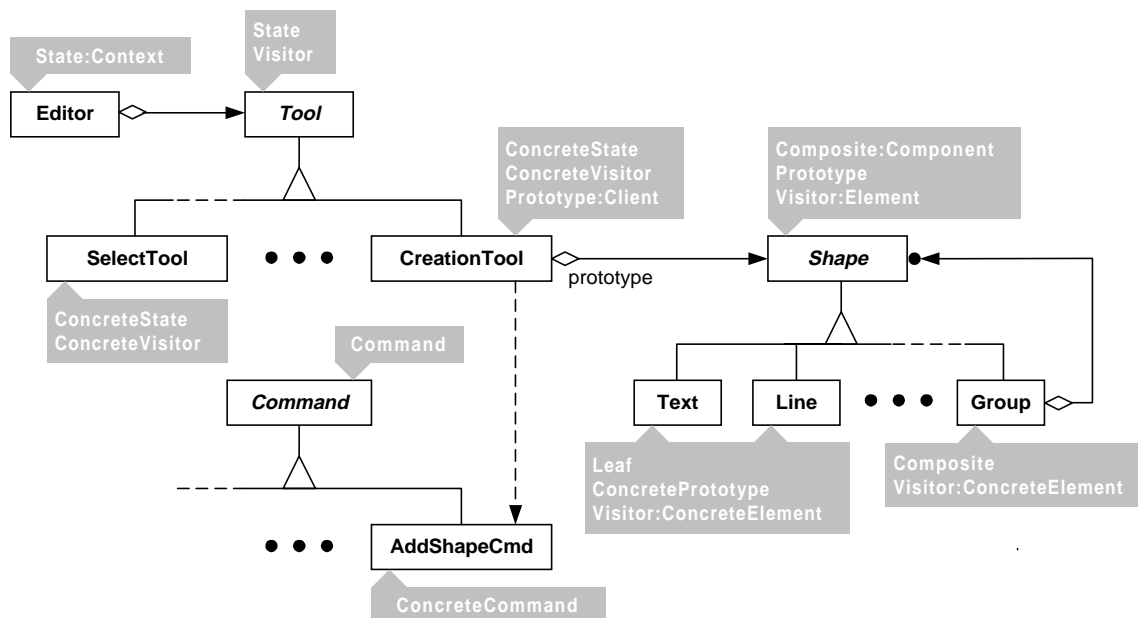 State
Visitor
State:Context
Editor
Tool
ConcreteState
ConcreteVisitor
Prototype:Client
Composite:Component
Prototype
Visitor:Element
SelectTool
CreationTool
Shape
prototype
ConcreteState
ConcreteVisitor
Command
Command
Text
Line
Group
Leaf
ConcretePrototype
Visitor:ConcreteElement
Composite
Visitor:ConcreteElement
AddShapeCmd
ConcreteCommand